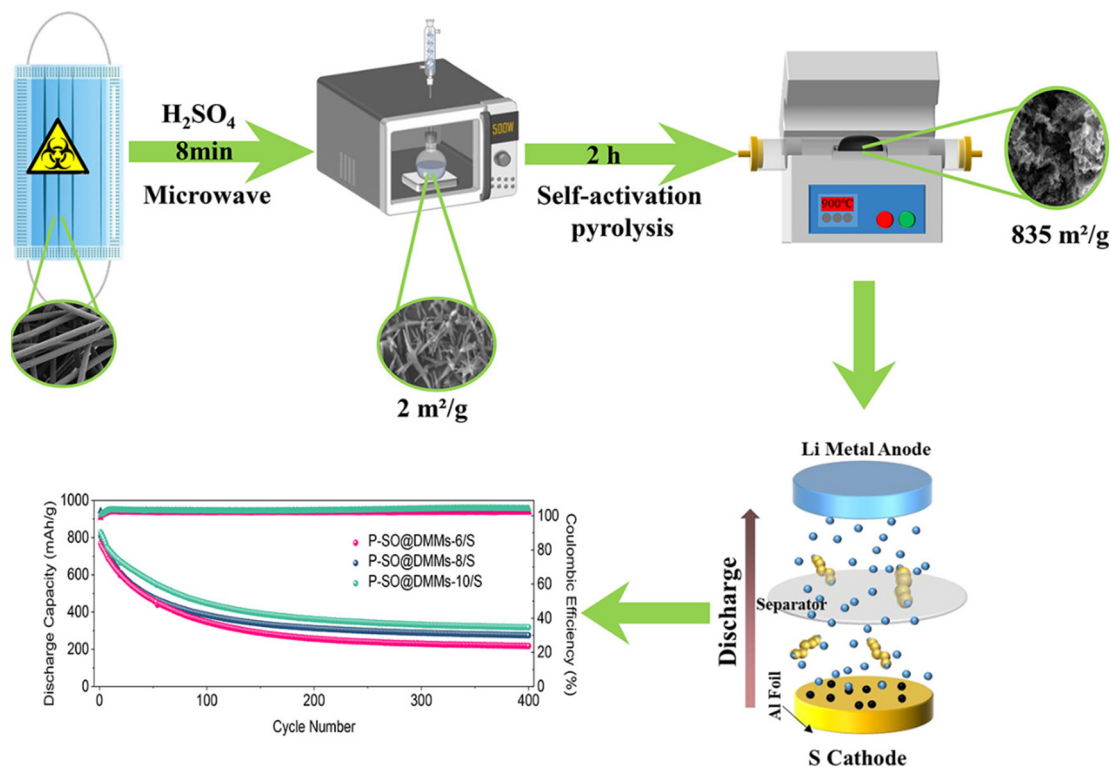 H₂SO₄
8min
Microwave
500W
2 h
Self-activation
pyrolysis
900°C
835 m²/g
2 m²/g
Li Metal Anode
Discharge
Separator
Al Foil
S Cathode
Discharge Capacity (mAh/g)
1000
800
600
400
200
0
P-SO@DMMs-6/S
P-SO@DMMs-8/S
P-SO@DMMs-10/S
100
80
60
40
20
0
Coulombic Efficiency (%)
0
100
200
300
400
Cycle Number